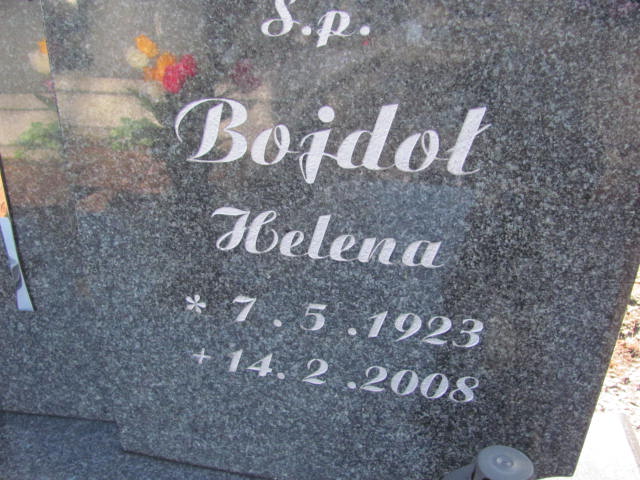 Ś.p.
Bojdoł
Helena
* 7.5.1923
+ 14.2.2008